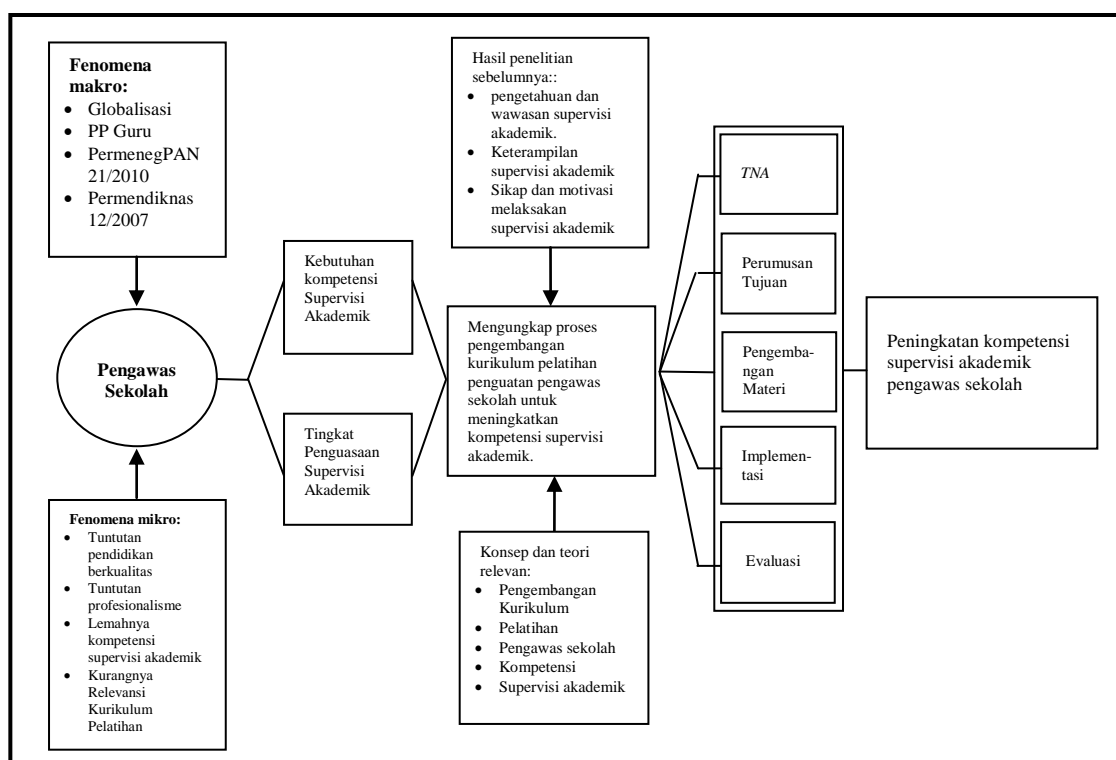 Fenomena
makro:
• Globalisasi
• PP Guru
• PermenegPAN
21/2010
• Permendiknas
12/2007
Pengawas
Sekolah
Fenomena mikro:
• Tuntutan
pendidikan
berkualitas
• Tuntutan
profesionalisme
• Lemahnya
kompetensi
supervisi akademik
• Kurangnya
Relevansi
Kurikulum
Pelatihan
Kebutuhan
kompetensi
Supervisi
Akademik
Tingkat
Penguasaan
Supervisi
Akademik
Hasil penelitian
sebelumnya::
• pengetahuan dan
wawasan supervisi
akademik.
• Keterampilan
supervisi akademik
• Sikap dan motivasi
melaksakan
supervisi akademik
Mengungkap proses
pengembangan
kurikulum pelatihan
penguatan pengawas
sekolah untuk
meningkatkan
kompetensi supervisi
akademik.
Konsep dan teori
relevan:
• Pengembangan
Kurikulum
• Pelatihan
• Pengawas sekolah
• Kompetensi
• Supervisi akademik
TNA
Perumusan
Tujuan
Pengemba-
ngan
Materi
Implemen-
tasi
Evaluasi
Peningkatan kompetensi
supervisi akademik
pengawas sekolah